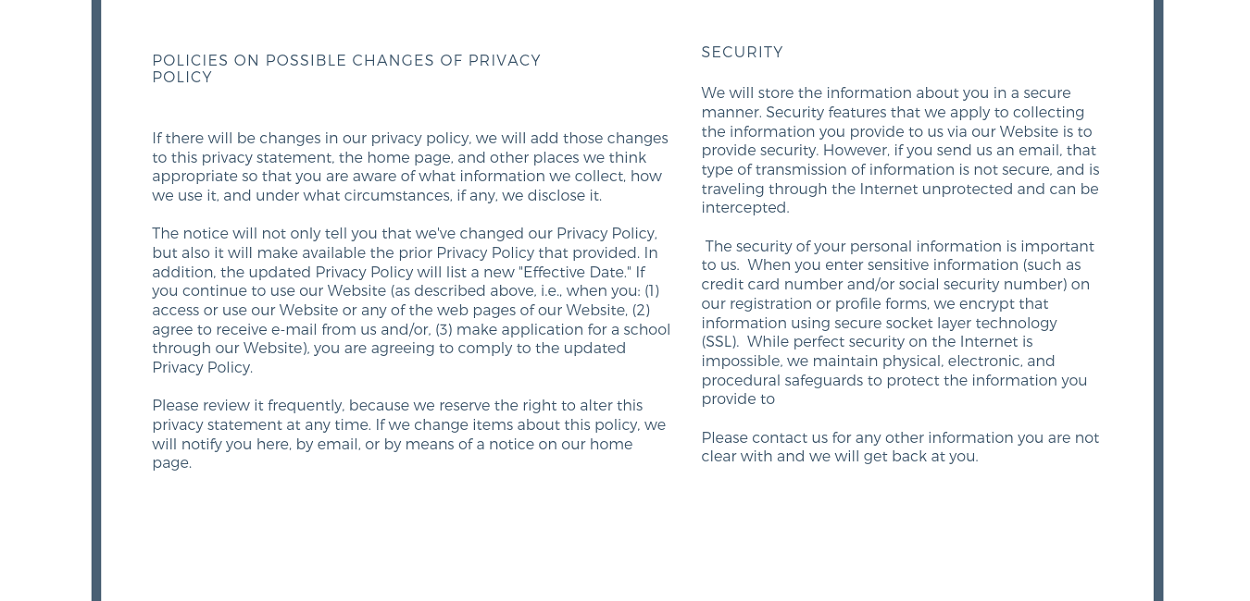 POLICIES ON POSSIBLE CHANGES OF PRIVACY
POLICY
If there will be changes in our privacy policy, we will add those changes
to this privacy statement, the home page, and other places we think
appropriate so that you are aware of what information we collect, how
we use it, and under what circumstances, if any, we disclose it.
The notice will not only tell you that we've changed our Privacy Policy,
but also it will make available the prior Privacy Policy that provided. In
addition, the updated Privacy Policy will list a new "Effective Date." If
you continue to use our Website (as described above, i.e., when you: (1)
access or use our Website or any of the web pages of our Website, (2)
agree to receive e-mail from us and/or, (3) make application for a school
through our Website), you are agreeing to comply to the updated
Privacy Policy.
Please review it frequently, because we reserve the right to alter this
privacy statement at any time. If we change items about this policy, we
will notify you here, by email, or by means of a notice on our home
page.
SECURITY
We will store the information about you in a secure
manner. Security features that we apply to collecting
the information you provide to us via our Website is to
provide security. However, if you send us an email, that
type of transmission of information is not secure, and is
traveling through the Internet unprotected and can be
intercepted.
The security of your personal information is important
to us.  When you enter sensitive information (such as
credit card number and/or social security number) on
our registration or profile forms, we encrypt that
information using secure socket layer technology
(SSL).  While perfect security on the Internet is
impossible, we maintain physical, electronic, and
procedural safeguards to protect the information you
provide to
Please contact us for any other information you are not
clear with and we will get back at you.